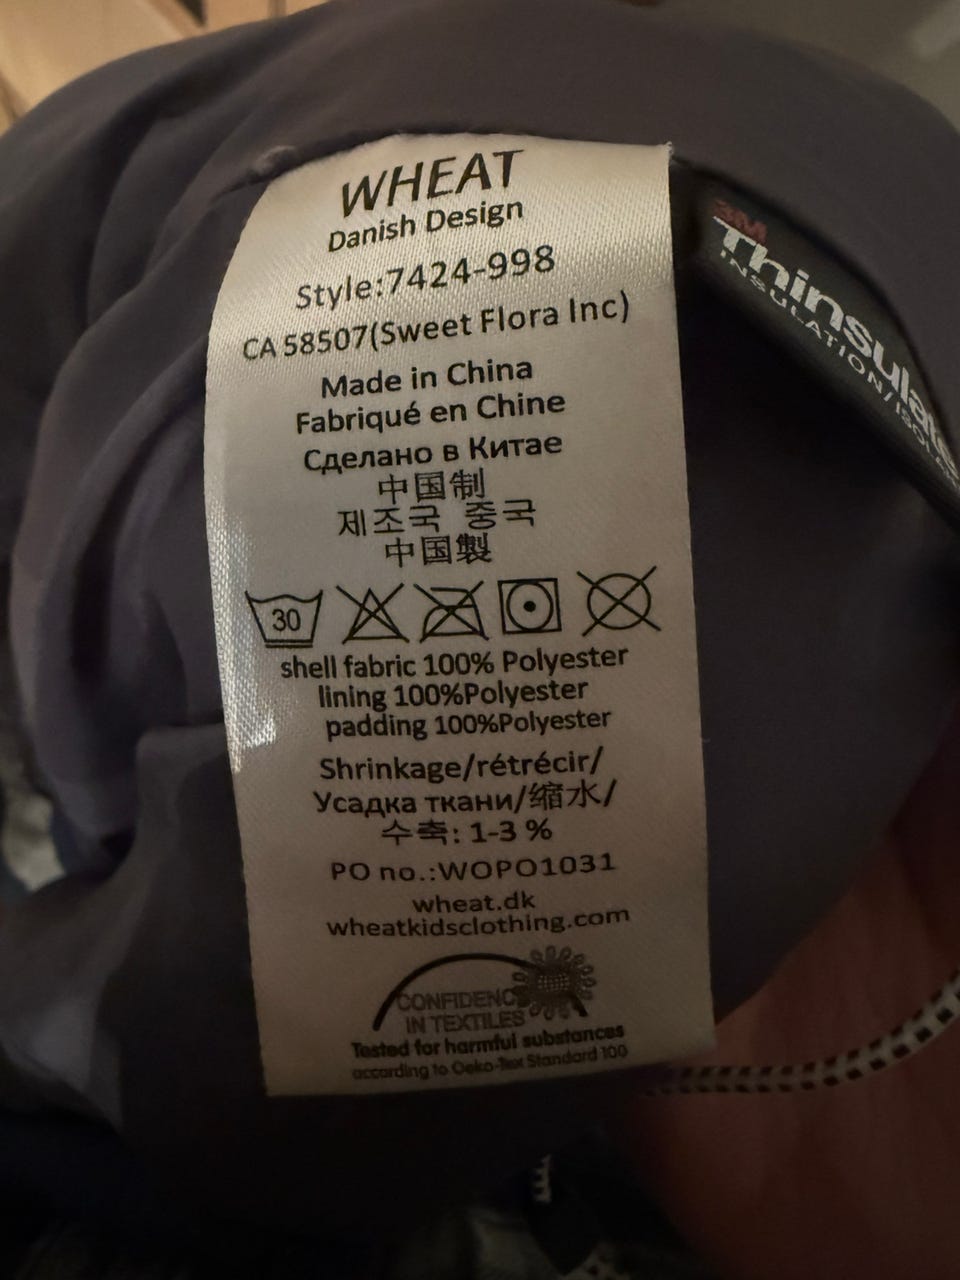 WHEAT
Danish Design
Style:7424-998
CA 58507(Sweet Flora Inc)
Made in China
Fabriqué en Chine
Сделано в Китае
中国制
제조국 중국
中国製
30
shell fabric 100% Polyester
lining 100%Polyester
padding 100%Polyester
Shrinkage/rétrécir/
Усадка ткани/缩水/
수축: 1-3 %
PO no.:WOPO1031
wheat.dk
wheatkidsclothing.com
CONFIDENCE
IN TEXTILES
Tested for harmful substances
according to Oeko-Tex Standard 100
3M
Thinsulate
INSULATION/